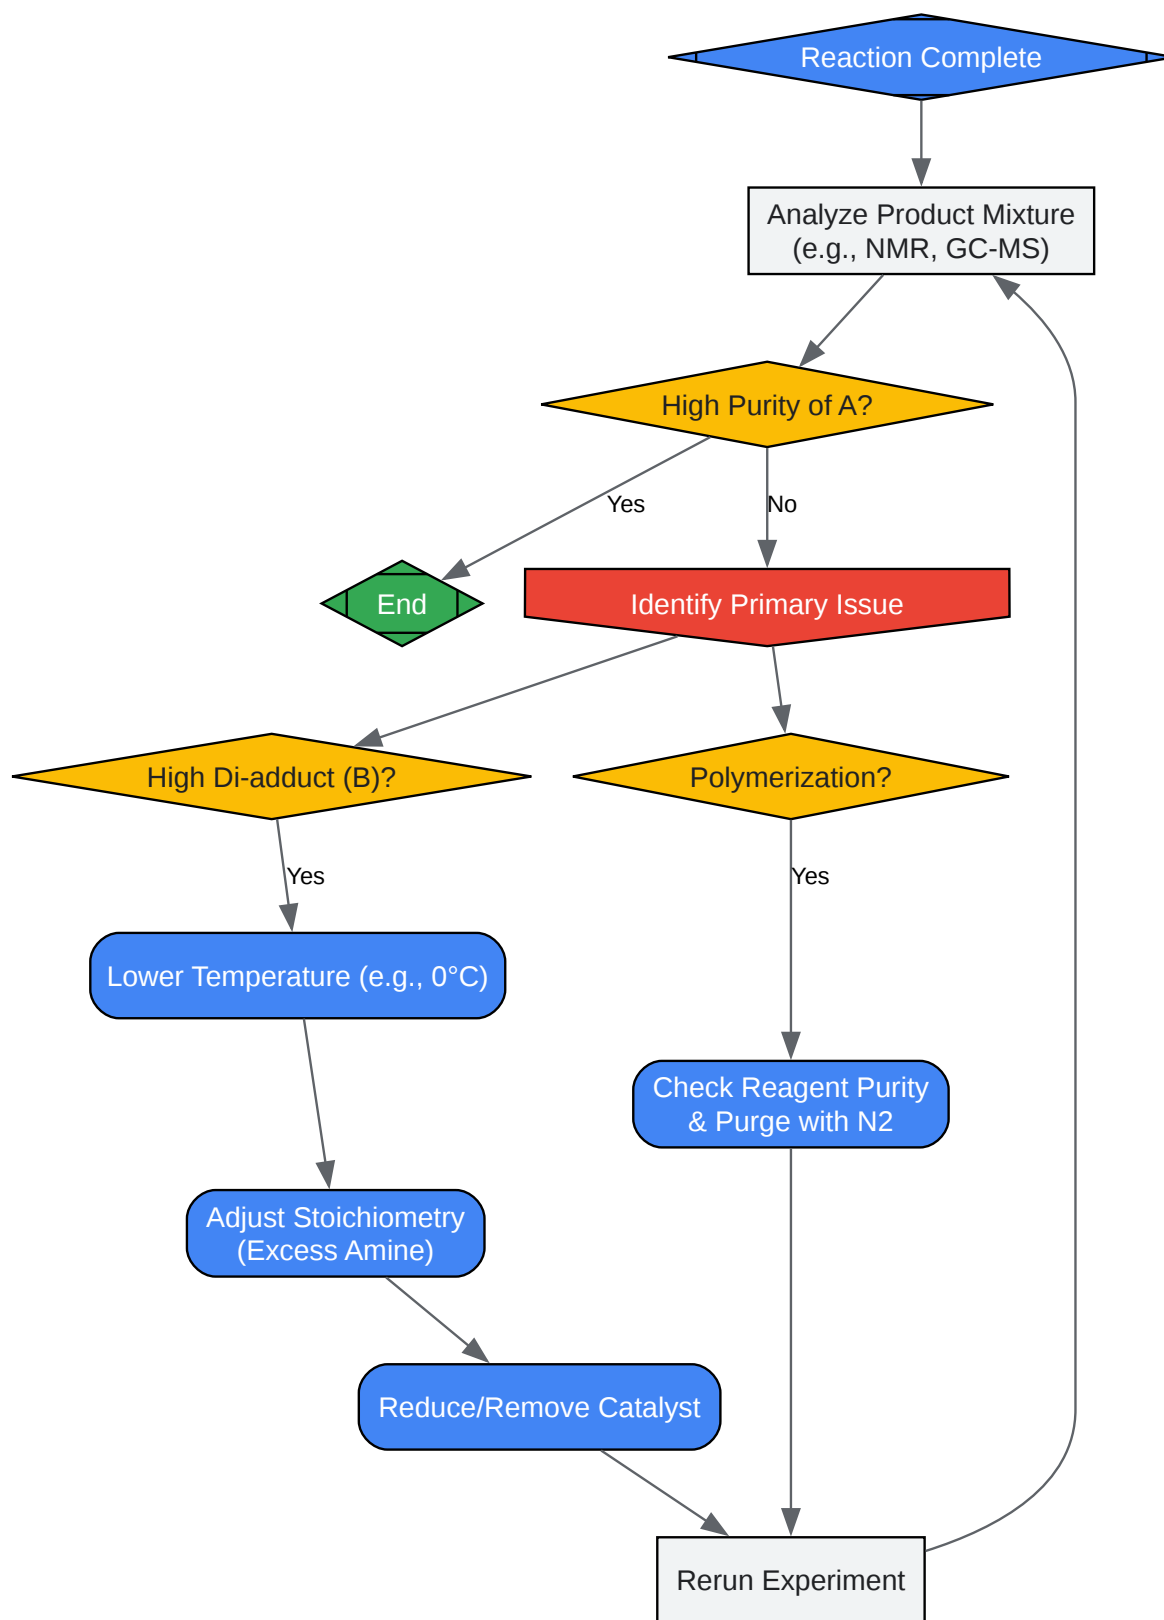 Reaction Complete
Analyze Product Mixture
(e.g., NMR, GC-MS)
High Purity of A?
Yes
No
End
Identify Primary Issue
High Di-adduct (B)?
Polymerization?
Yes
Yes
Lower Temperature (e.g., 0°C)
Check Reagent Purity
& Purge with N2
Adjust Stoichiometry
(Excess Amine)
Reduce/Remove Catalyst
Rerun Experiment